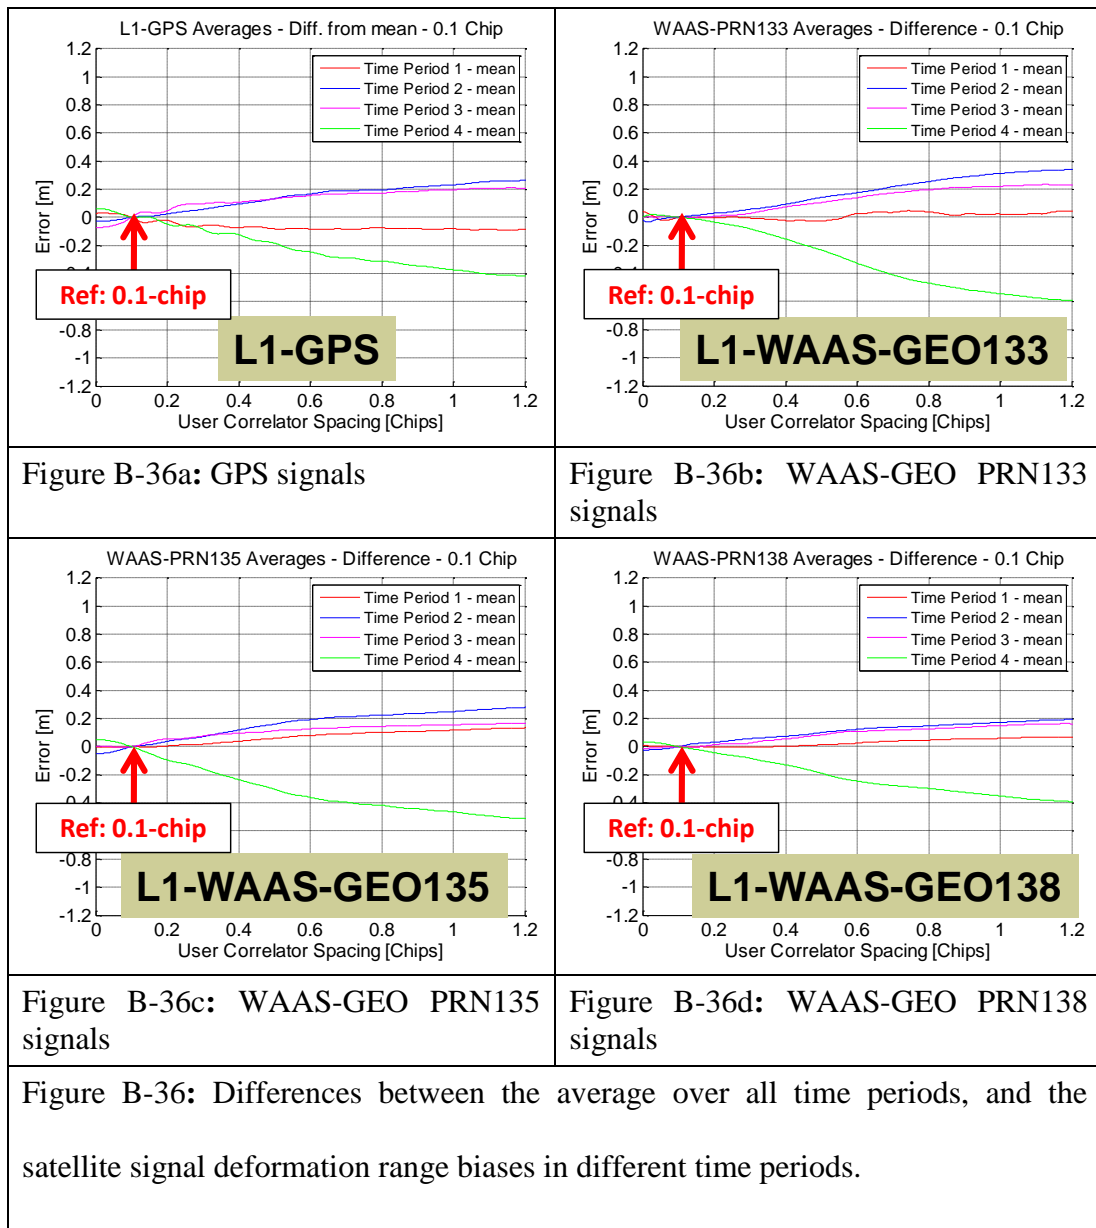 L1-GPS Averages - Diff. from mean - 0.1 Chip
1.2
1
0.8
0.6
0.4
0.2
0
-0.2
-0.8
-1
-1.2
Error [m]
Time Period 1 - mean
Time Period 2 - mean
Time Period 3 - mean
Time Period 4 - mean
Ref: 0.1-chip
L1-GPS
0 0.2 0.4 0.6 0.8 1 1.2
User Correlator Spacing [Chips]
WAAS-PRN133 Averages - Difference - 0.1 Chip
1.2
1
0.8
0.6
0.4
0.2
0
-0.2
-0.8
-1
-1.2
Error [m]
Time Period 1 - mean
Time Period 2 - mean
Time Period 3 - mean
Time Period 4 - mean
Ref: 0.1-chip
L1-WAAS-GEO133
0 0.2 0.4 0.6 0.8 1 1.2
User Correlator Spacing [Chips]
Figure B-36a: GPS signals
Figure B-36b: WAAS-GEO PRN133
signals
WAAS-PRN135 Averages - Difference - 0.1 Chip
1.2
1
0.8
0.6
0.4
0.2
0
-0.2
-0.8
-1
-1.2
Error [m]
Time Period 1 - mean
Time Period 2 - mean
Time Period 3 - mean
Time Period 4 - mean
Ref: 0.1-chip
L1-WAAS-GEO135
0 0.2 0.4 0.6 0.8 1 1.2
User Correlator Spacing [Chips]
WAAS-PRN138 Averages - Difference - 0.1 Chip
1.2
1
0.8
0.6
0.4
0.2
0
-0.2
-0.8
-1
-1.2
Error [m]
Time Period 1 - mean
Time Period 2 - mean
Time Period 3 - mean
Time Period 4 - mean
Ref: 0.1-chip
L1-WAAS-GEO138
0 0.2 0.4 0.6 0.8 1 1.2
User Correlator Spacing [Chips]
Figure B-36c: WAAS-GEO PRN135
signals
Figure B-36d: WAAS-GEO PRN138
signals
Figure B-36: Differences between the average over all time periods, and the
satellite signal deformation range biases in different time periods.